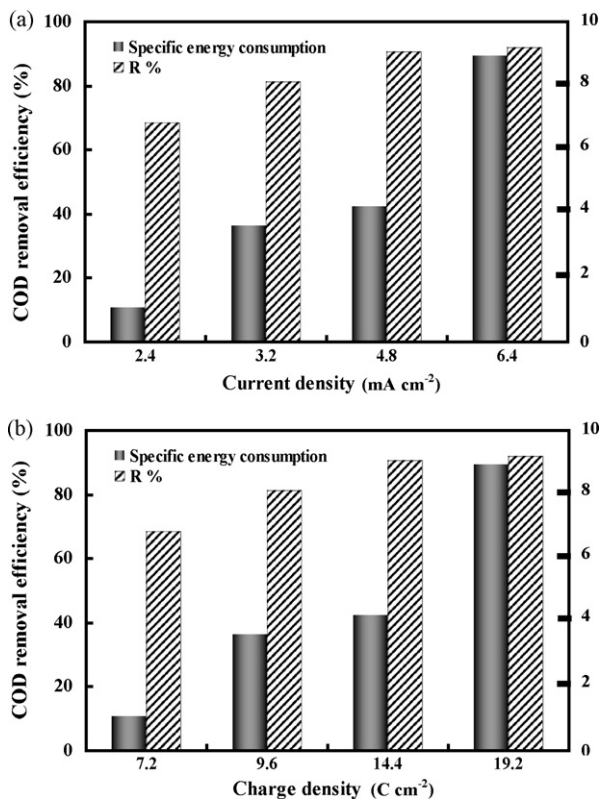 (a)
100
80
60
40
20
0
COD removal efficiency (%)
Specific energy consumption
R %
10
8
6
4
2
0
2.4 3.2 4.8 6.4
Current density (mA cm⁻²)
(b)
100
80
60
40
20
0
COD removal efficiency (%)
Specific energy consumption
R %
10
8
6
4
2
0
7.2 9.6 14.4 19.2
Charge density (C cm⁻²)